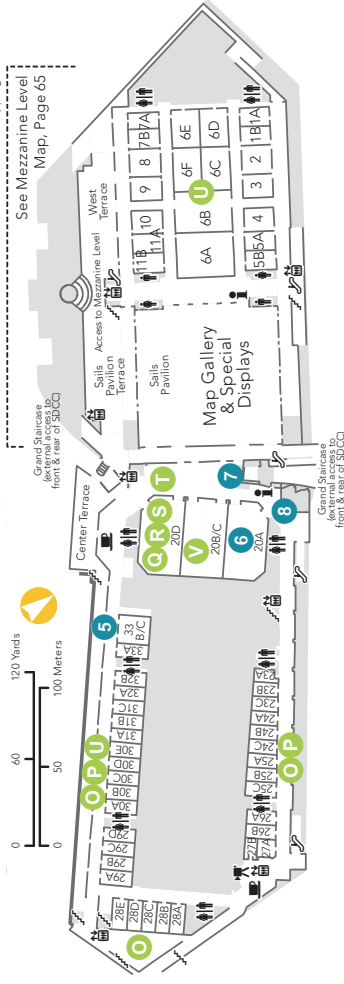 See Mezzanine Level
Map, Page 65
West
Terrace
Access to Mezzanine Level
Sails
Pavilion
Terrace
Sails
Pavilion
Map Gallery
& Special
Displays
7B
7A
8
9
10
11A
11B
6E
6D
6F
6C
U
6B
6A
1B
1A
2
3
4
5A
5B
Grand Staircase
(external access to
front & rear of SDCC)
Center Terrace
T
7
Q
R
S
20D
V
20B/C
6
20A
8
Grand Staircase
(external access to
front & rear of SDCC)
120 Yards
60
0
100 Meters
50
0
5
33
B/C
33A
32B
32A
31C
31B
31A
30E
30D
30C
30B
30A
O
P
U
29D
29C
29B
29A
28E
28D
28C
28B
28A
O
23A
23B
23C
24A
24B
24C
25A
25B
25C
26A
26B
27B
27A
O
P